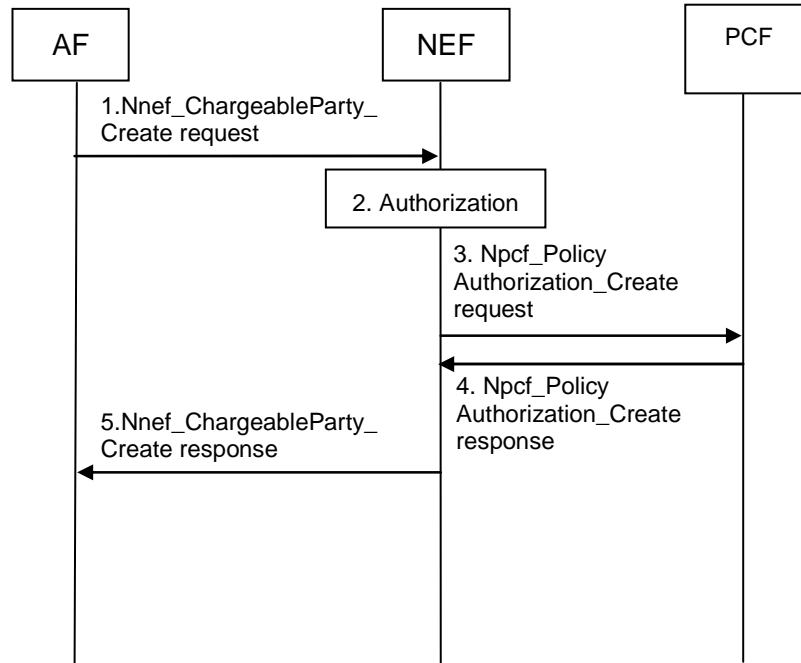 AF
NEF
PCF
1.Nnef_ChargeableParty_
Create request
2. Authorization
3. Npcf_Policy
Authorization_Create
request
4. Npcf_Policy
Authorization_Create
response
5.Nnef_ChargeableParty_
Create response